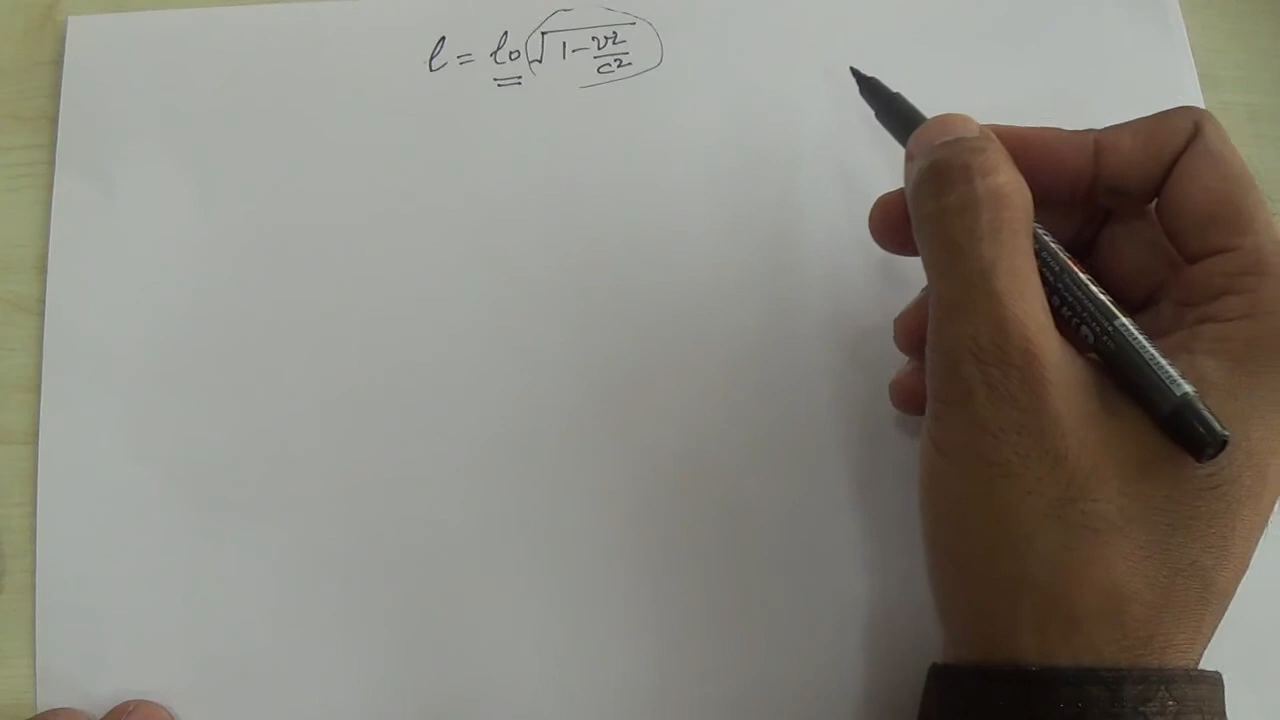 l = l0 √1-v2/c2